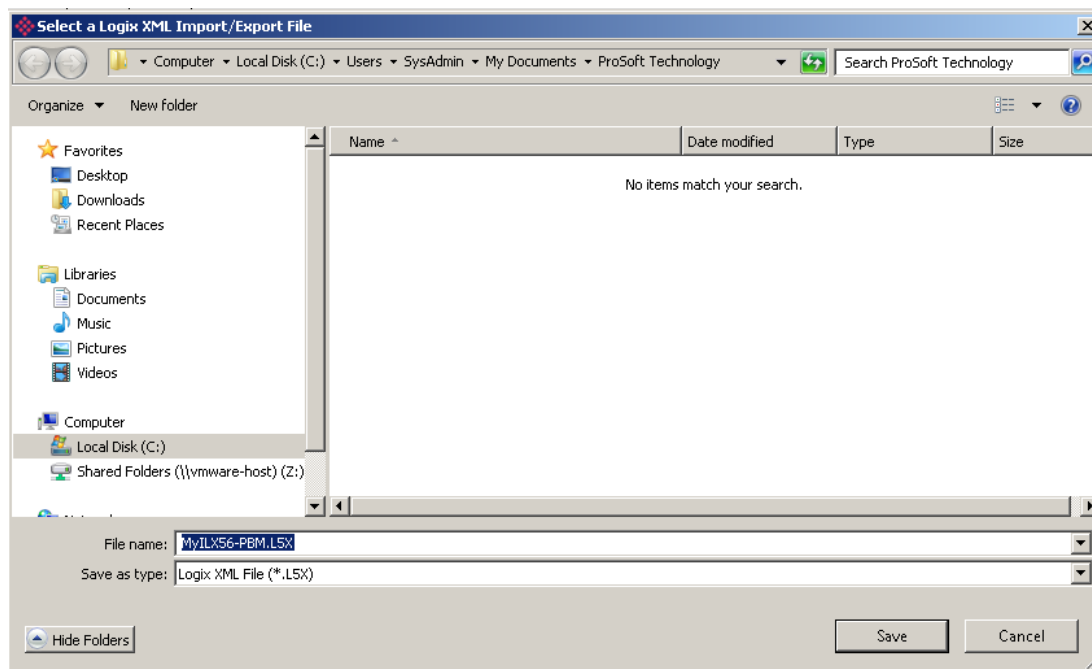 Select a Logix XML Import/Export File
Computer Local Disk (C:) Users SysAdmin My Documents ProSoft Technology
Search ProSoft Technology
Organize New folder
Name Date modified Type Size
No items match your search.
Favorites
Desktop
Downloads
Recent Places
Libraries
Documents
Music
Pictures
Videos
Computer
Local Disk (C:)
Shared Folders (\\vmware-host) (Z:)
File name: MyILX56-PBM.L5X
Save as type: Logix XML File (*.L5X)
Hide Folders
Save Cancel